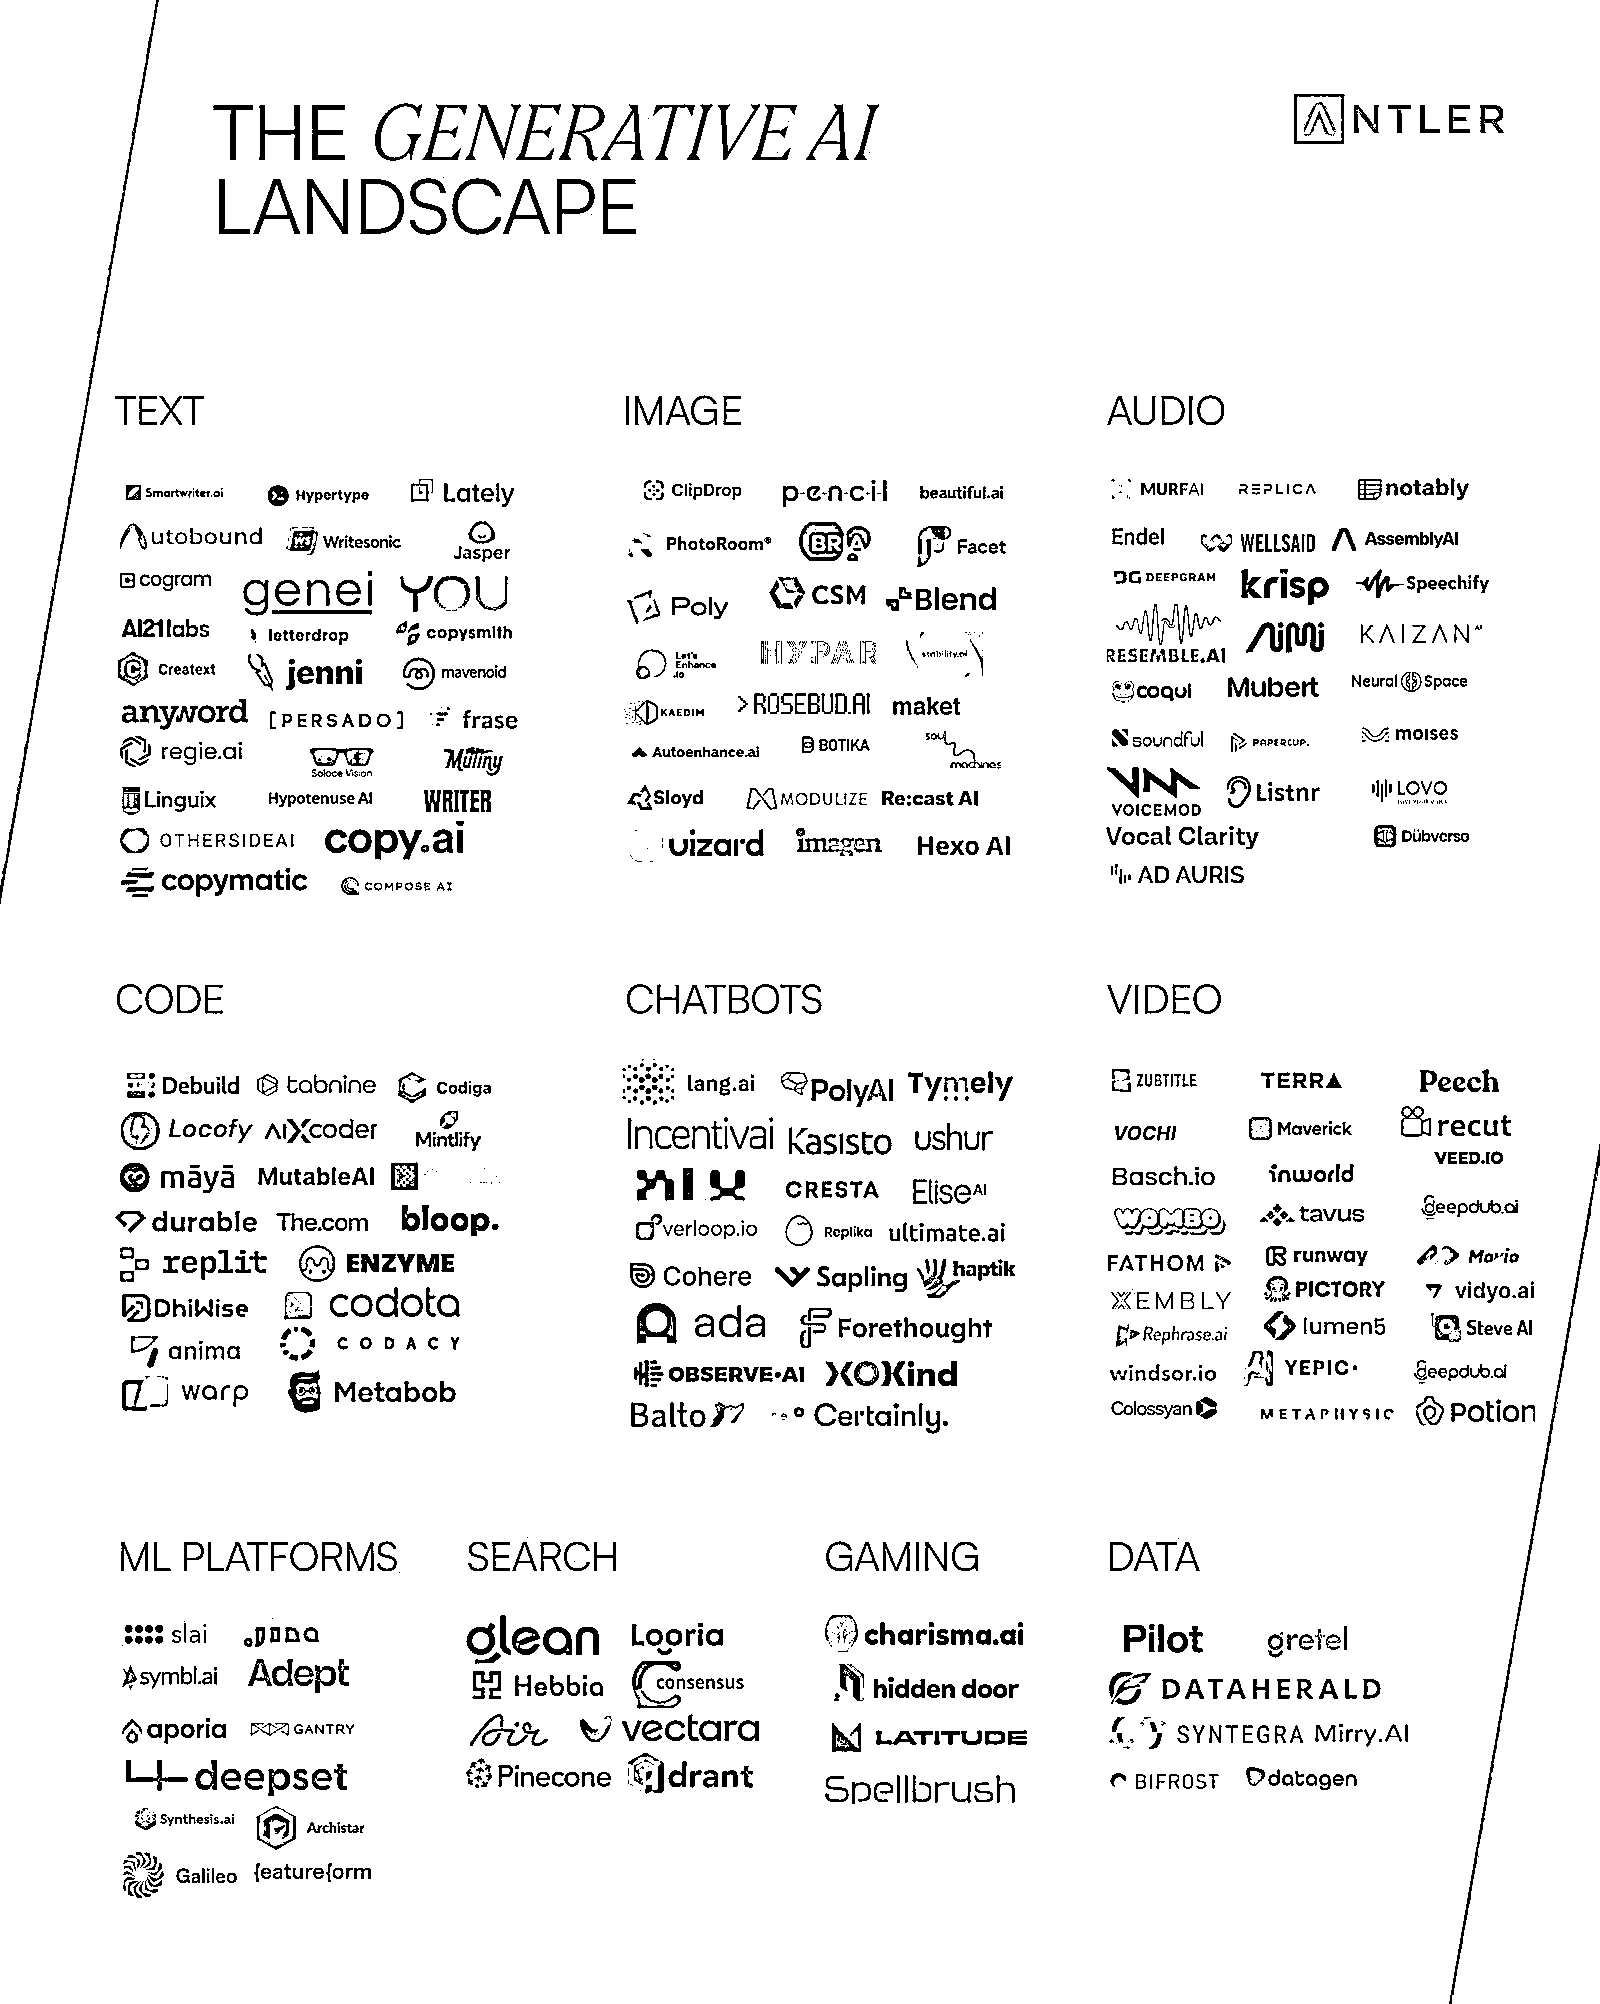 THE GENERATIVE AI
LANDSCAPE
ANTLER
TEXT
Smartwriter.ai Hypertype Lately
Autobound Writesonic Jasper
cogram genei YOU
AI21labs letterdrop copysmith
Creatext jenni mavenoid
anyword [PERSADO] frase
regie.ai Soloce Vision Mutiny
Linguix Hypotenuse AI WRITER
OTHERSIDEAI copy.ai
copymatic COMPOSE AI
IMAGE
ClipDrop p-e-n-c-i-l beautiful.ai
PhotoRoom® BRIA Facet
Poly CSM Blend
Let's Enhance .io HYPAR stability.ai
KAEDIM >ROSEBUD.AI maket
Autoenhance.ai BOTIKA soul machines
Sloyd MODULIZE Re:cast AI
uizard imagen Hexo AI
AUDIO
MURFAI REPLICA notably
Endel WELLSAID AssemblyAI
DEEPGRAM krisp Speechify
RESEMBLE.AI AiMi KAIZAN
coqui Mubert Neural Space
soundful PAPERCUP. moises
VOICEMOD Listnr LOVO
Vocal Clarity Dubverse
AD AURIS
CODE
Debuild tabnine Codiga
Locofy AIXcoder Mintlify
māyā MutableAI
durable The.com bloop.
replit ENZYME
DhiWise codota
anima CODACY
warp Metabob
CHATBOTS
lang.ai PolyAI Tymely
Incentivai Kasisto ushur
CRESTA EliseAI
verloop.io Replika ultimate.ai
Cohere Sapling haptik
ada Forethought
OBSERVE•AI XOKind
Balto Certainly.
VIDEO
ZUBTITLE TERRA Peech
VOCHI Maverick recut
VEED.IO
Basch.io inworld
WOMBO tavus deepdub.ai
FATHOM runway Mavio
XEMBLY PICTORY vidyo.ai
Rephrase.ai lumen5 Steve AI
windsor.io YEPIC• deepdub.ai
Colossyan METAPHYSIC Potion
ML PLATFORMS
slai jina
symbl.ai Adept
aporia GANTRY
deepset
Synthesis.ai Archistar
Galileo featureform
SEARCH
glean Looria
Hebbia Consensus
Air vectara
Pinecone Qdrant
GAMING
charisma.ai
hidden door
LATITUDE
Spellbrush
DATA
Pilot gretel
DATAHERALD
SYNTEGRA Mirry.AI
BIFROST datagen